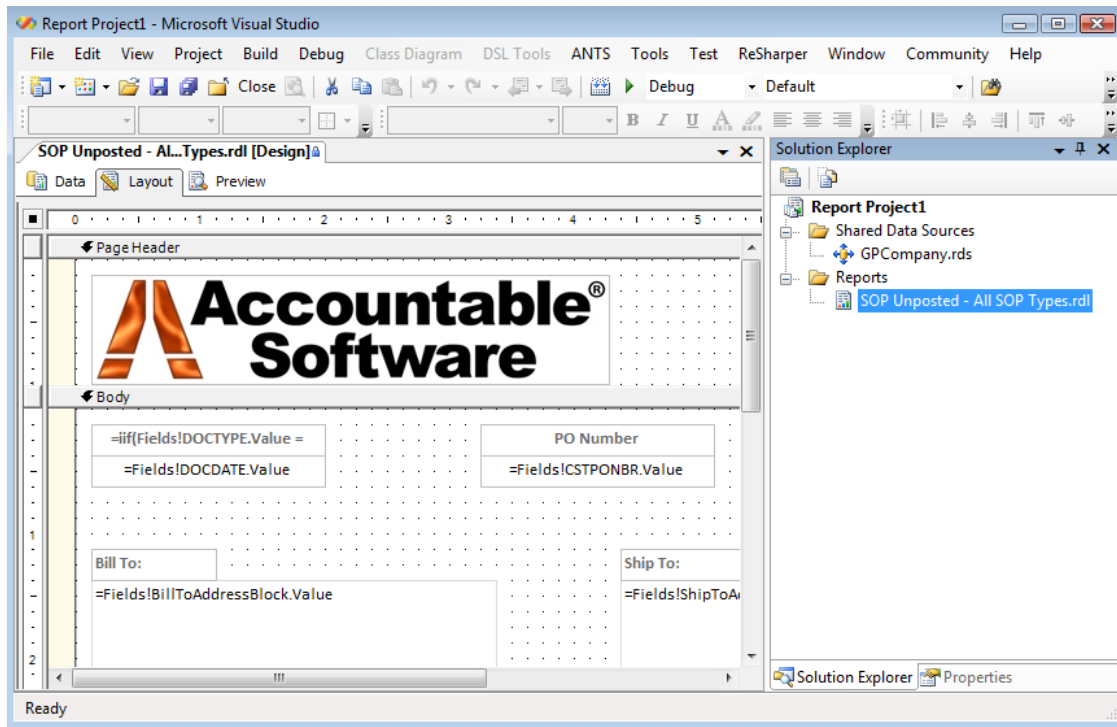 Report Project1 - Microsoft Visual Studio
File Edit View Project Build Debug Class Diagram DSL Tools ANTS Tools Test ReSharper Window Community Help
Close Debug Default
B I U A
SOP Unposted - Al...Types.rdl [Design]
Data Layout Preview
0 1 2 3 4 5
Page Header
Accountable®
Software
Body
=iif(Fields!DOCTYPE.Value =
PO Number
=Fields!DOCDATE.Value
=Fields!CSTPONBR.Value
1
Bill To:
Ship To:
=Fields!BillToAddressBlock.Value
=Fields!ShipToA
2
Solution Explorer
Report Project1
Shared Data Sources
GPCompany.rds
Reports
SOP Unposted - All SOP Types.rdl
Solution Explorer Properties
Ready